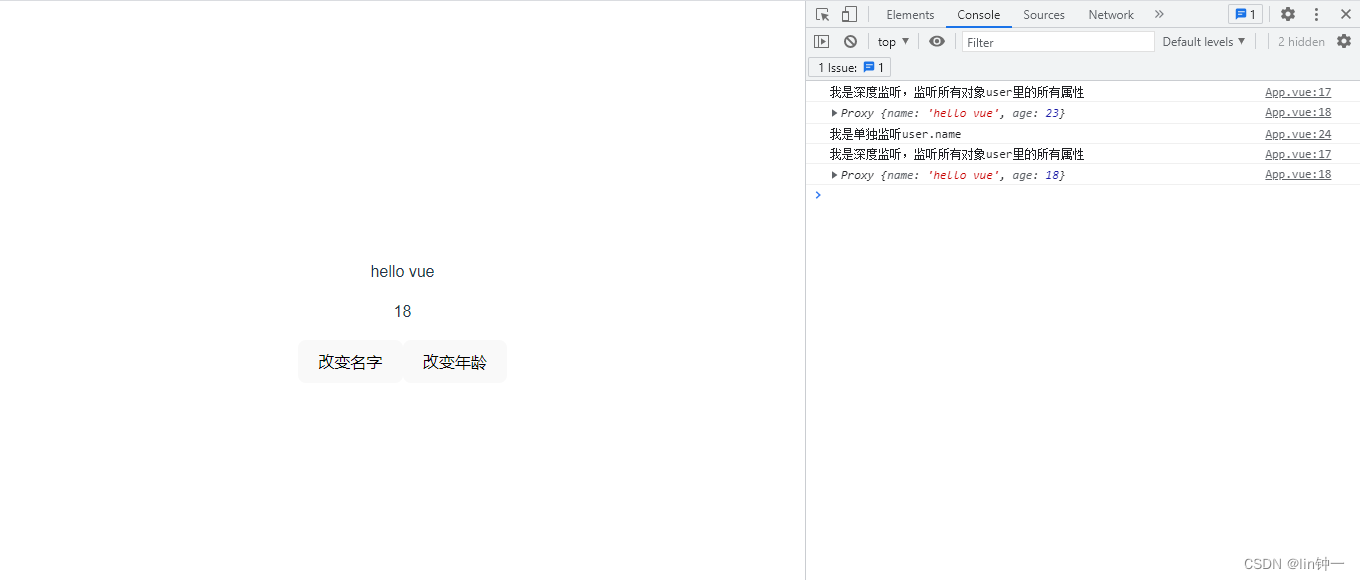 hello vue
18
改变名字 改变年龄
Elements Console Sources Network » 1
top ▼ Filter Default levels ▼ 2 hidden
1 Issue: 1
我是深度监听，监听所有对象user里的所有属性 App.vue:17
▶ Proxy {name: 'hello vue', age: 23} App.vue:18
我是单独监听user.name App.vue:24
我是深度监听，监听所有对象user里的所有属性 App.vue:17
▶ Proxy {name: 'hello vue', age: 18} App.vue:18
CSDN @lin钟一